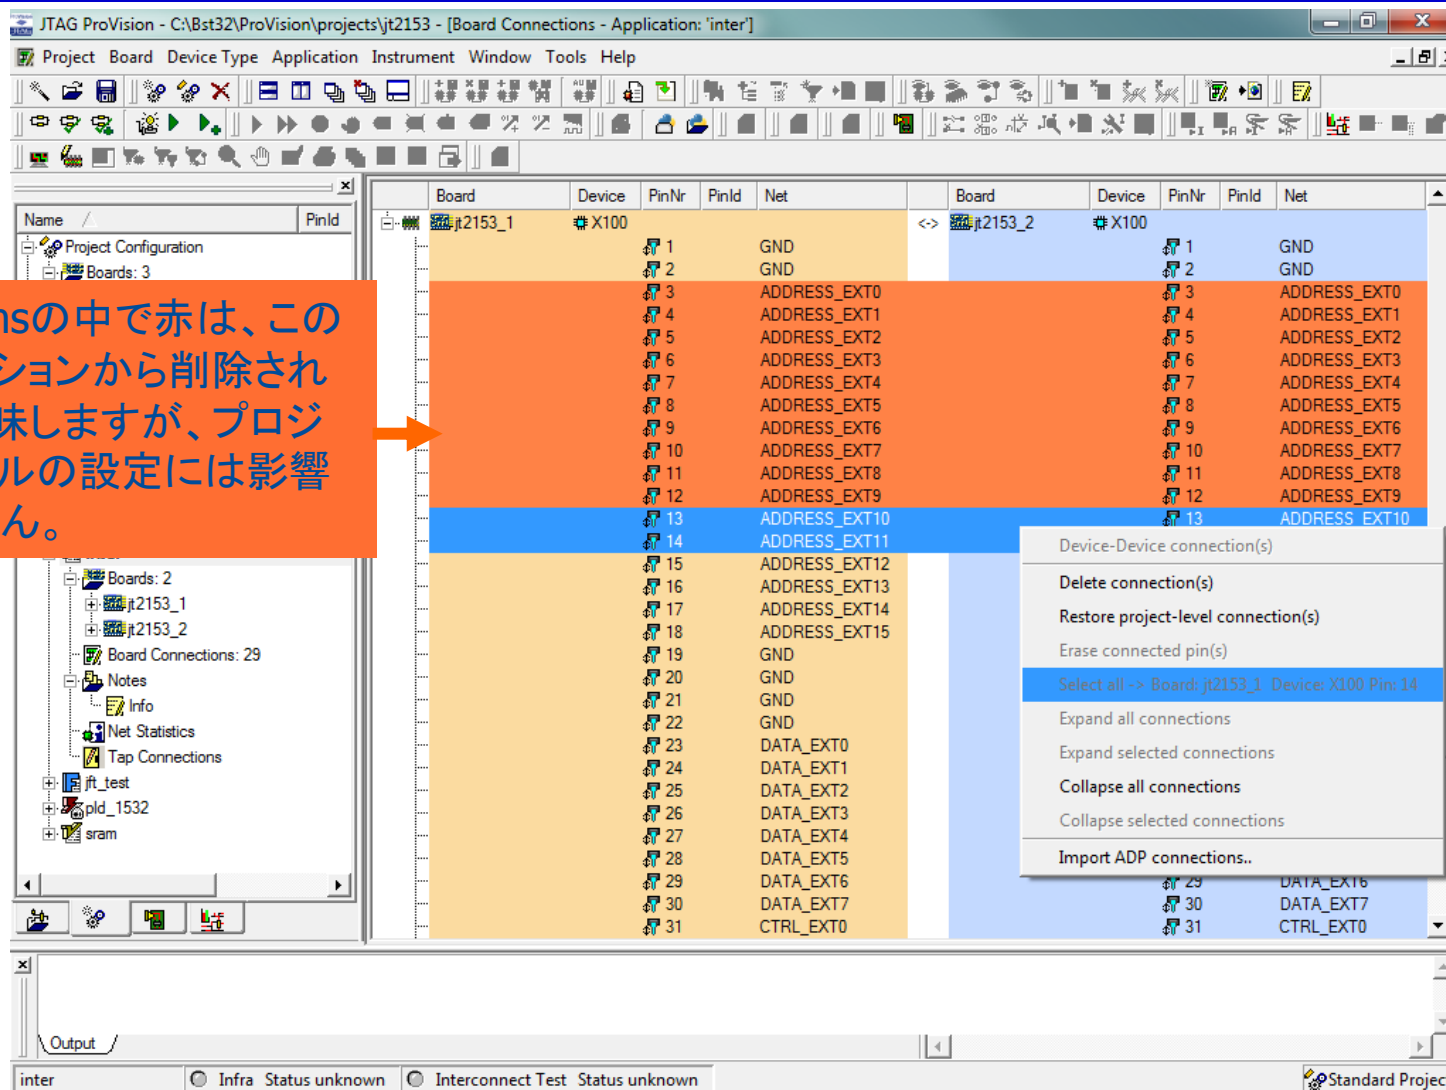 JTAG ProVision - C:\Bst32\ProVision\projects\jt2153 - [Board Connections - Application: 'inter']
Project Board Device Type Application Instrument Window Tools Help
Name PinId
Project Configuration
Boards: 3
nsの中で赤は、この
ションから削除され
味しますが、プロジ
ルの設定には影響
ん。
Boards: 2
jt2153_1
jt2153_2
Board Connections: 29
Notes
Info
Net Statistics
Tap Connections
jft_test
pld_1532
sram
Board Device PinNr PinId Net Board Device PinNr PinId Net
jt2153_1 X100 <-> jt2153_2 X100
1 GND 1 GND
2 GND 2 GND
3 ADDRESS_EXT0 3 ADDRESS_EXT0
4 ADDRESS_EXT1 4 ADDRESS_EXT1
5 ADDRESS_EXT2 5 ADDRESS_EXT2
6 ADDRESS_EXT3 6 ADDRESS_EXT3
7 ADDRESS_EXT4 7 ADDRESS_EXT4
8 ADDRESS_EXT5 8 ADDRESS_EXT5
9 ADDRESS_EXT6 9 ADDRESS_EXT6
10 ADDRESS_EXT7 10 ADDRESS_EXT7
11 ADDRESS_EXT8 11 ADDRESS_EXT8
12 ADDRESS_EXT9 12 ADDRESS_EXT9
13 ADDRESS_EXT10 13 ADDRESS_EXT10
14 ADDRESS_EXT11
15 ADDRESS_EXT12
16 ADDRESS_EXT13
17 ADDRESS_EXT14
18 ADDRESS_EXT15
19 GND
20 GND
21 GND
22 GND
23 DATA_EXT0
24 DATA_EXT1
25 DATA_EXT2
26 DATA_EXT3
27 DATA_EXT4
28 DATA_EXT5
29 DATA_EXT6 29 DATA_EXT6
30 DATA_EXT7 30 DATA_EXT7
31 CTRL_EXT0 31 CTRL_EXT0
Device-Device connection(s)
Delete connection(s)
Restore project-level connection(s)
Erase connected pin(s)
Select all -> Board: jt2153_1 Device: X100 Pin: 14
Expand all connections
Expand selected connections
Collapse all connections
Collapse selected connections
Import ADP connections..
Output
inter Infra Status unknown Interconnect Test Status unknown Standard Projec